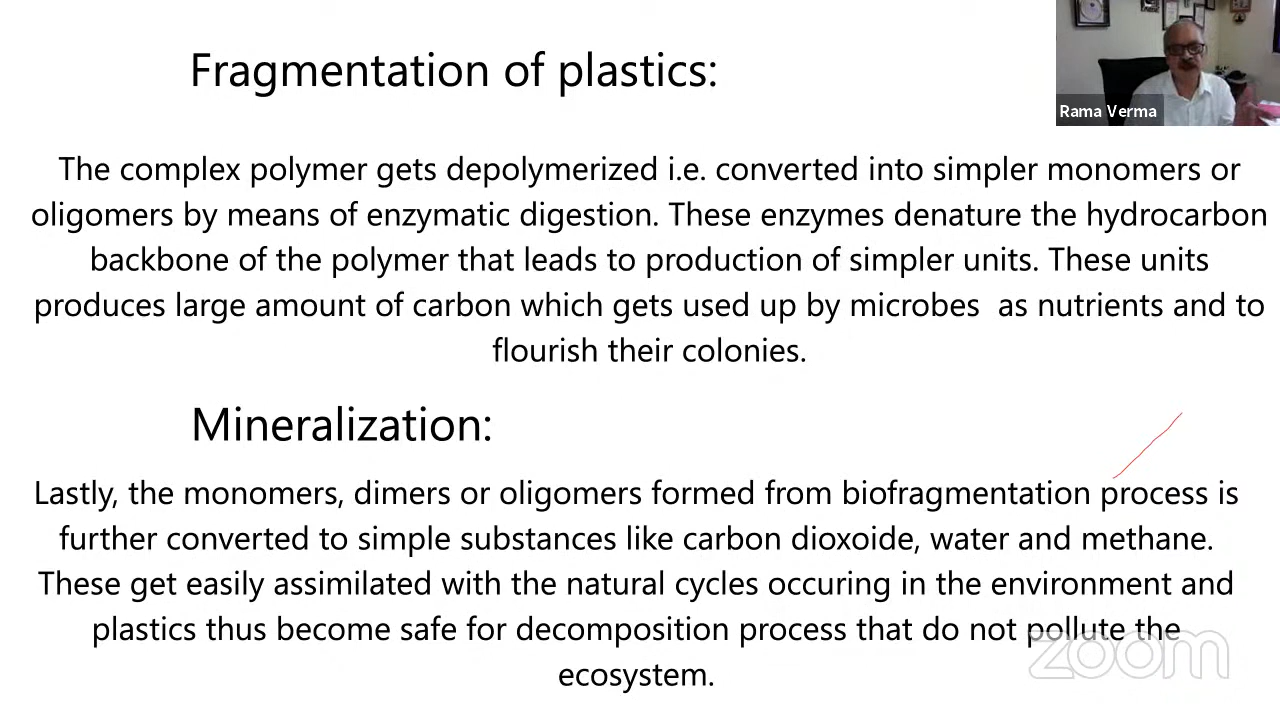 Fragmentation of plastics:
Rama Verma
The complex polymer gets depolymerized i.e. converted into simpler monomers or
oligomers by means of enzymatic digestion. These enzymes denature the hydrocarbon
backbone of the polymer that leads to production of simpler units. These units
produces large amount of carbon which gets used up by microbes  as nutrients and to
flourish their colonies.
Mineralization:
Lastly, the monomers, dimers or oligomers formed from biofragmentation process is
further converted to simple substances like carbon dioxoide, water and methane.
These get easily assimilated with the natural cycles occuring in the environment and
plastics thus become safe for decomposition process that do not pollute the
ecosystem.
zoom